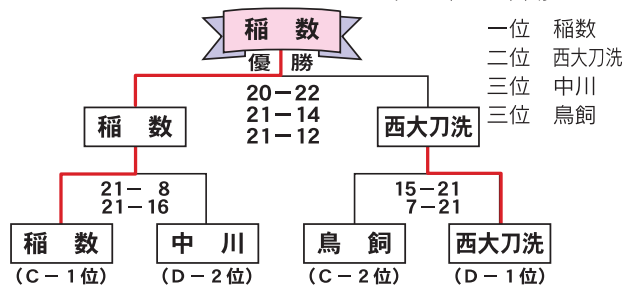 稲 数
優 勝
一位 稲数
二位 西大刀洗
三位 中川
三位 鳥飼
20－22
21－14
21－12
稲 数
西大刀洗
21－ 8
21－16
15－21
7－21
稲 数
中 川
鳥 飼
西大刀洗
(C－1位)
(D－2位)
(C－2位)
(D－1位)